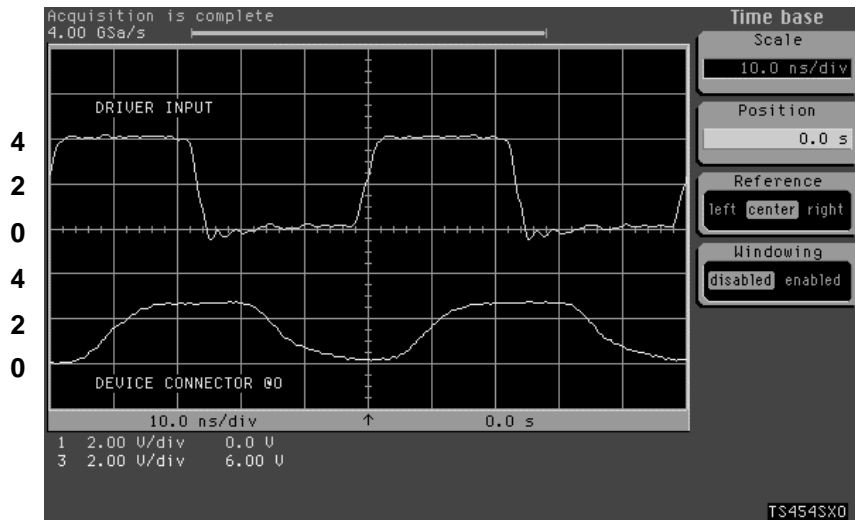 Acquisition is complete
4.00 GSa/s
Time base
Scale
10.0 ns/div
Position
0.0 s
Reference
left center right
Windowing
disabled enabled
DRIVER INPUT
4
2
0
4
2
0
DEVICE CONNECTOR @0
10.0 ns/div ↑ 0.0 s
1 2.00 V/div 0.0 V
3 2.00 V/div 6.00 V
TS454SX0